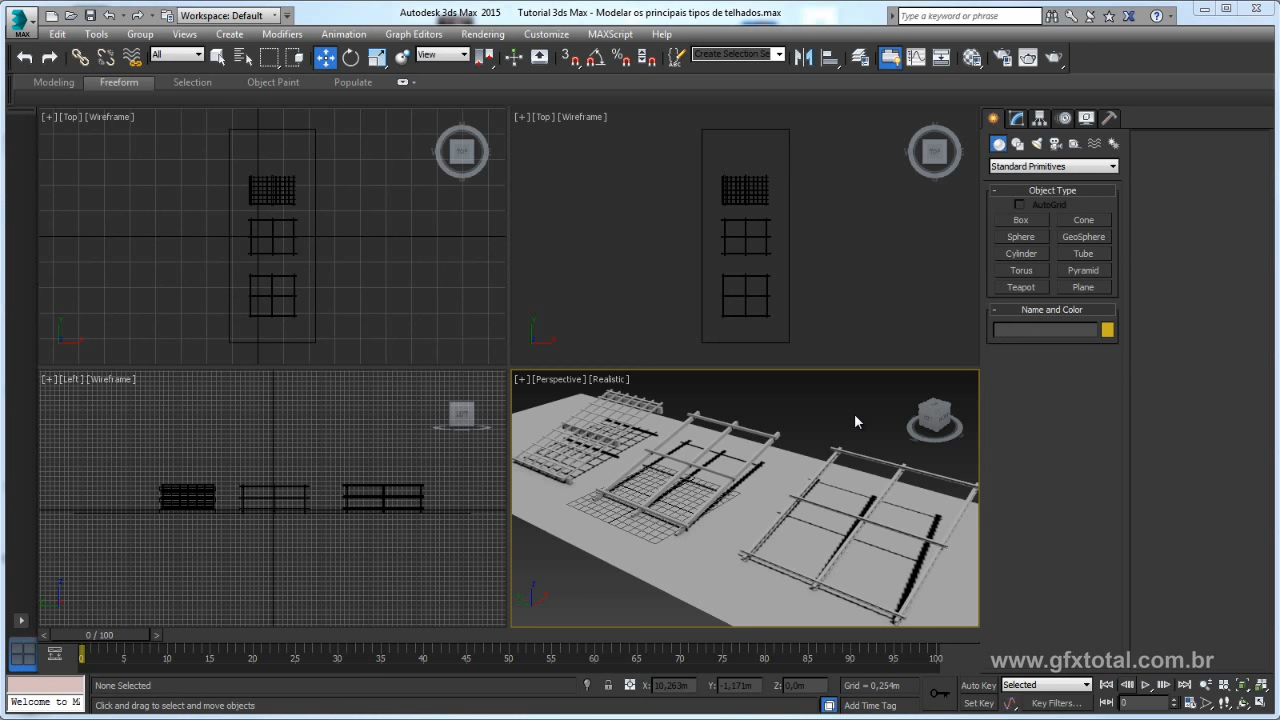 Autodesk 3ds Max 2015 Tutorial 3ds Max - Modelar os principais tipos de telhados.max
Workspace: Default
Type a keyword or phrase
MAX
Edit Tools Group Views Create Modifiers Animation Graph Editors Rendering Customize MAXScript Help
All
View
Create Selection Se
Modeling Freeform Selection Object Paint Populate
[+] [Top] [Wireframe]
[+] [Top] [Wireframe]
TOP
TOP
Standard Primitives
- Object Type
AutoGrid
Box Cone
Sphere GeoSphere
Cylinder Tube
Torus Pyramid
Teapot Plane
- Name and Color
[+] [Left] [Wireframe]
[+] [Perspective] [Realistic]
LEFT
< 0 / 100 >
0 5 10 15 20 25 30 35 40 45 50 55 60 65 70 75 80 85 90 95 100
www.gfxtotal.com.br
None Selected X: 10,263m Y: -1,171m Z: 0,0m Grid = 0,254m Auto Key Selected
Welcome to M
Click and drag to select and move objects Add Time Tag Set Key Key Filters... 0